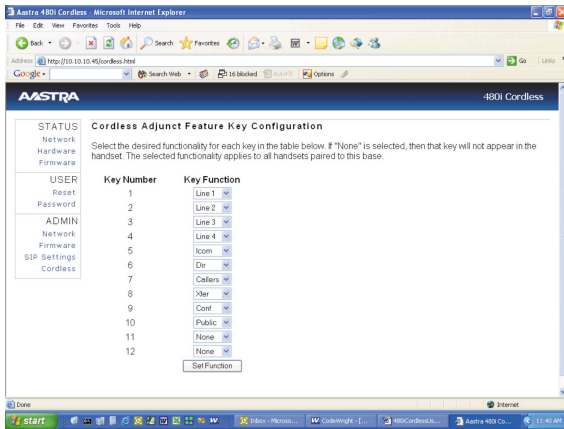 Aastra 480i Cordless - Microsoft Internet Explorer
File Edit View Favorites Tools Help
Back Search Favorites
Address http://10.10.10.45/cordless.html Go Links
Google Search Web 16 blocked AutoFill Options
AASTRA 480i Cordless
STATUS
Network
Hardware
Firmware
USER
Reset
Password
ADMIN
Network
Firmware
SIP Settings
Cordless
Cordless Adjunct Feature Key Configuration
Select the desired functionality for each key in the table below. If "None" is selected, then that key will not appear in the
handset. The selected functionality applies to all handsets paired to this base.
Key Number Key Function
1 Line 1
2 Line 2
3 Line 3
4 Line 4
5 Icom
6 Dir
7 Callers
8 Xfer
9 Conf
10 Public
11 None
12 None
Set Function
Done Internet
start Inbox - Microso... CodeWright - [... 480iCordlessUs... Aastra 480i Co... 11:40 AM